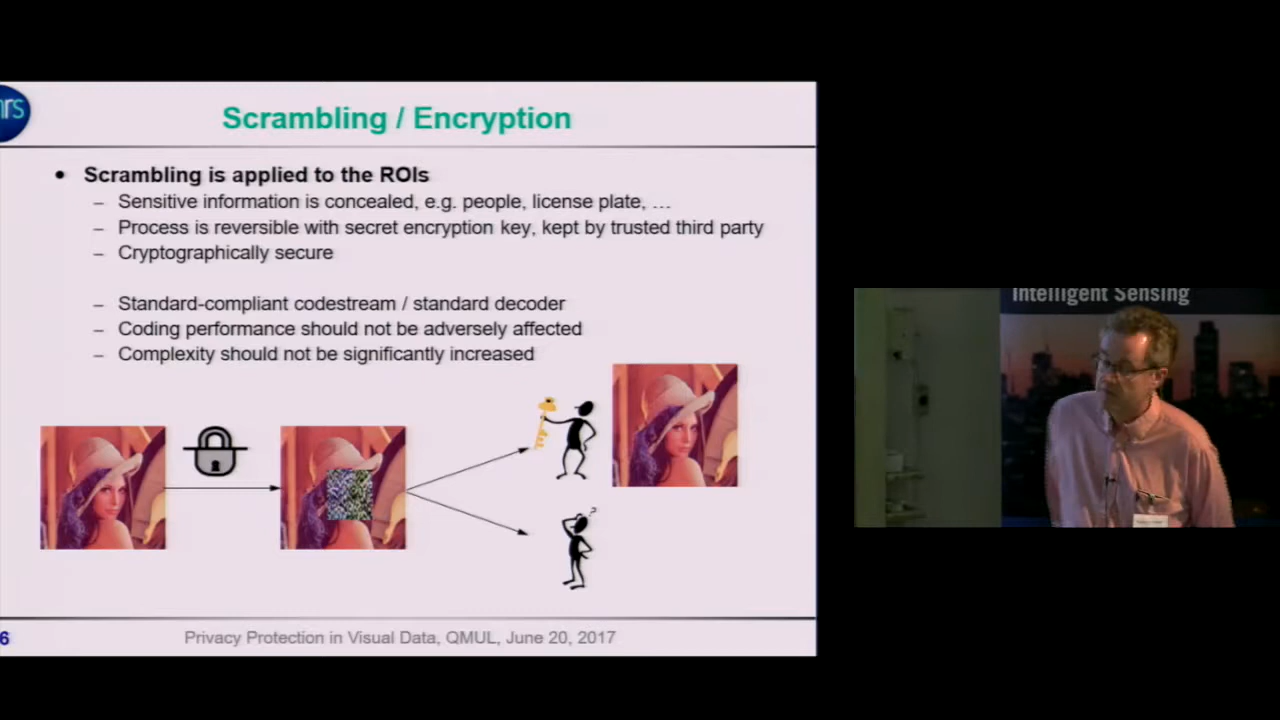 nrs
Scrambling / Encryption
• Scrambling is applied to the ROIs
– Sensitive information is concealed, e.g. people, license plate, …
– Process is reversible with secret encryption key, kept by trusted third party
– Cryptographically secure
– Standard-compliant codestream / standard decoder
– Coding performance should not be adversely affected
– Complexity should not be significantly increased
?
6
Privacy Protection in Visual Data, QMUL, June 20, 2017
Intelligent Sensing